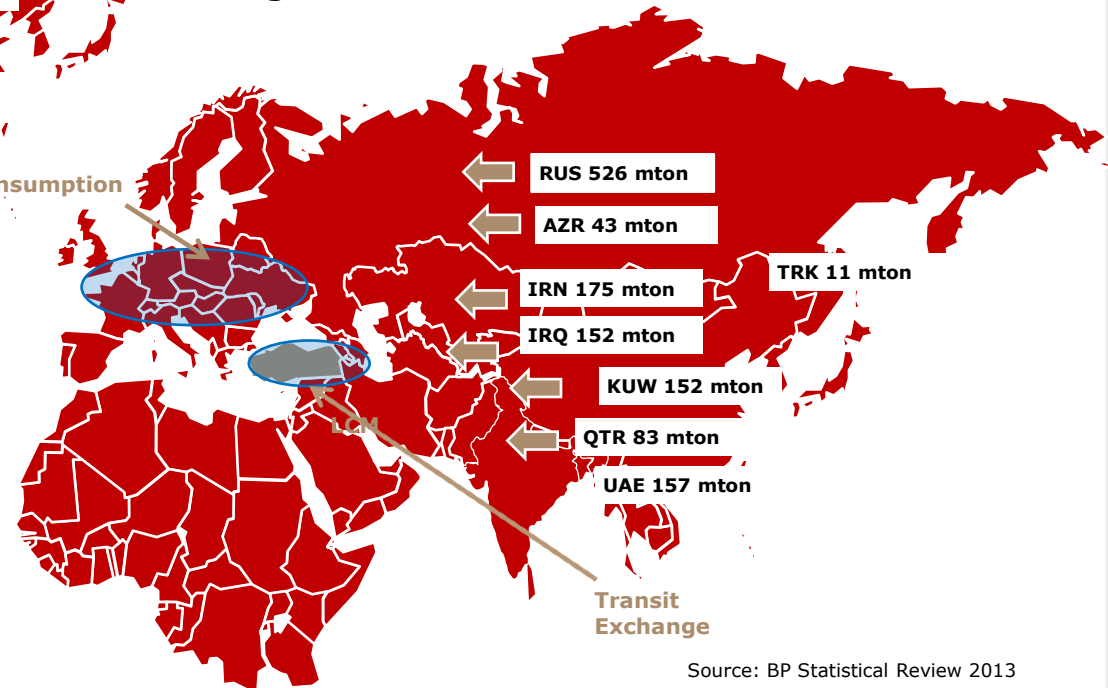 nsumption
RUS 526 mton
AZR 43 mton
TRK 11 mton
IRN 175 mton
IRQ 152 mton
KUW 152 mton
LCM
QTR 83 mton
UAE 157 mton
Transit
Exchange
Source: BP Statistical Review 2013